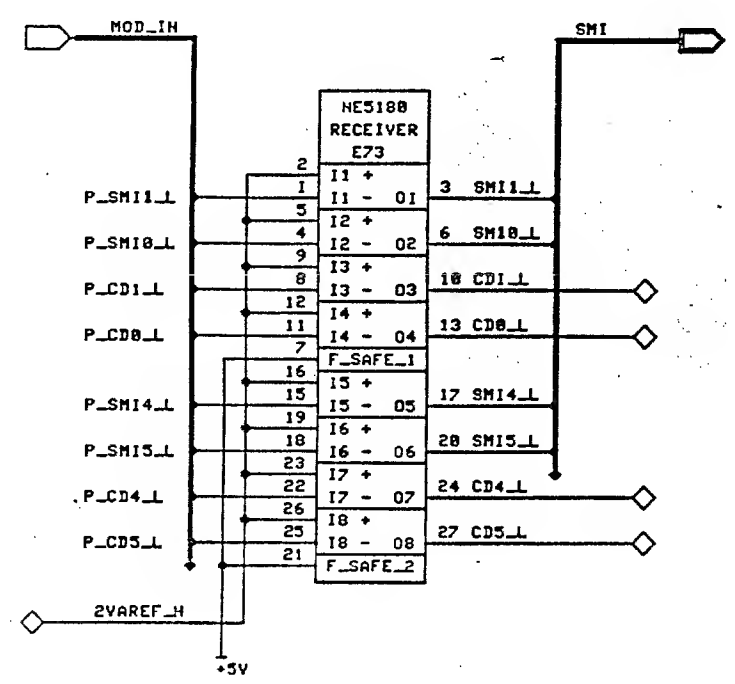 MOD_IN
SMI
NE5180
RECEIVER
E73
2 I1 +
P_SMI1_L 1 I1 - O1 3 SMI1_L
5 I2 +
P_SMI0_L 4 I2 - O2 6 SMI0_L
9 I3 +
P_CD1_L 8 I3 - O3 10 CD1_L
12 I4 +
P_CD0_L 11 I4 - O4 13 CD0_L
7 F_SAFE_1
16 I5 +
P_SMI4_L 15 I5 - O5 17 SMI4_L
19 I6 +
P_SMI5_L 18 I6 - O6 20 SMI5_L
23 I7 +
P_CD4_L 22 I7 - O7 24 CD4_L
26 I8 +
P_CD5_L 25 I8 - O8 27 CD5_L
21 F_SAFE_2
2VAREF_H
+5V